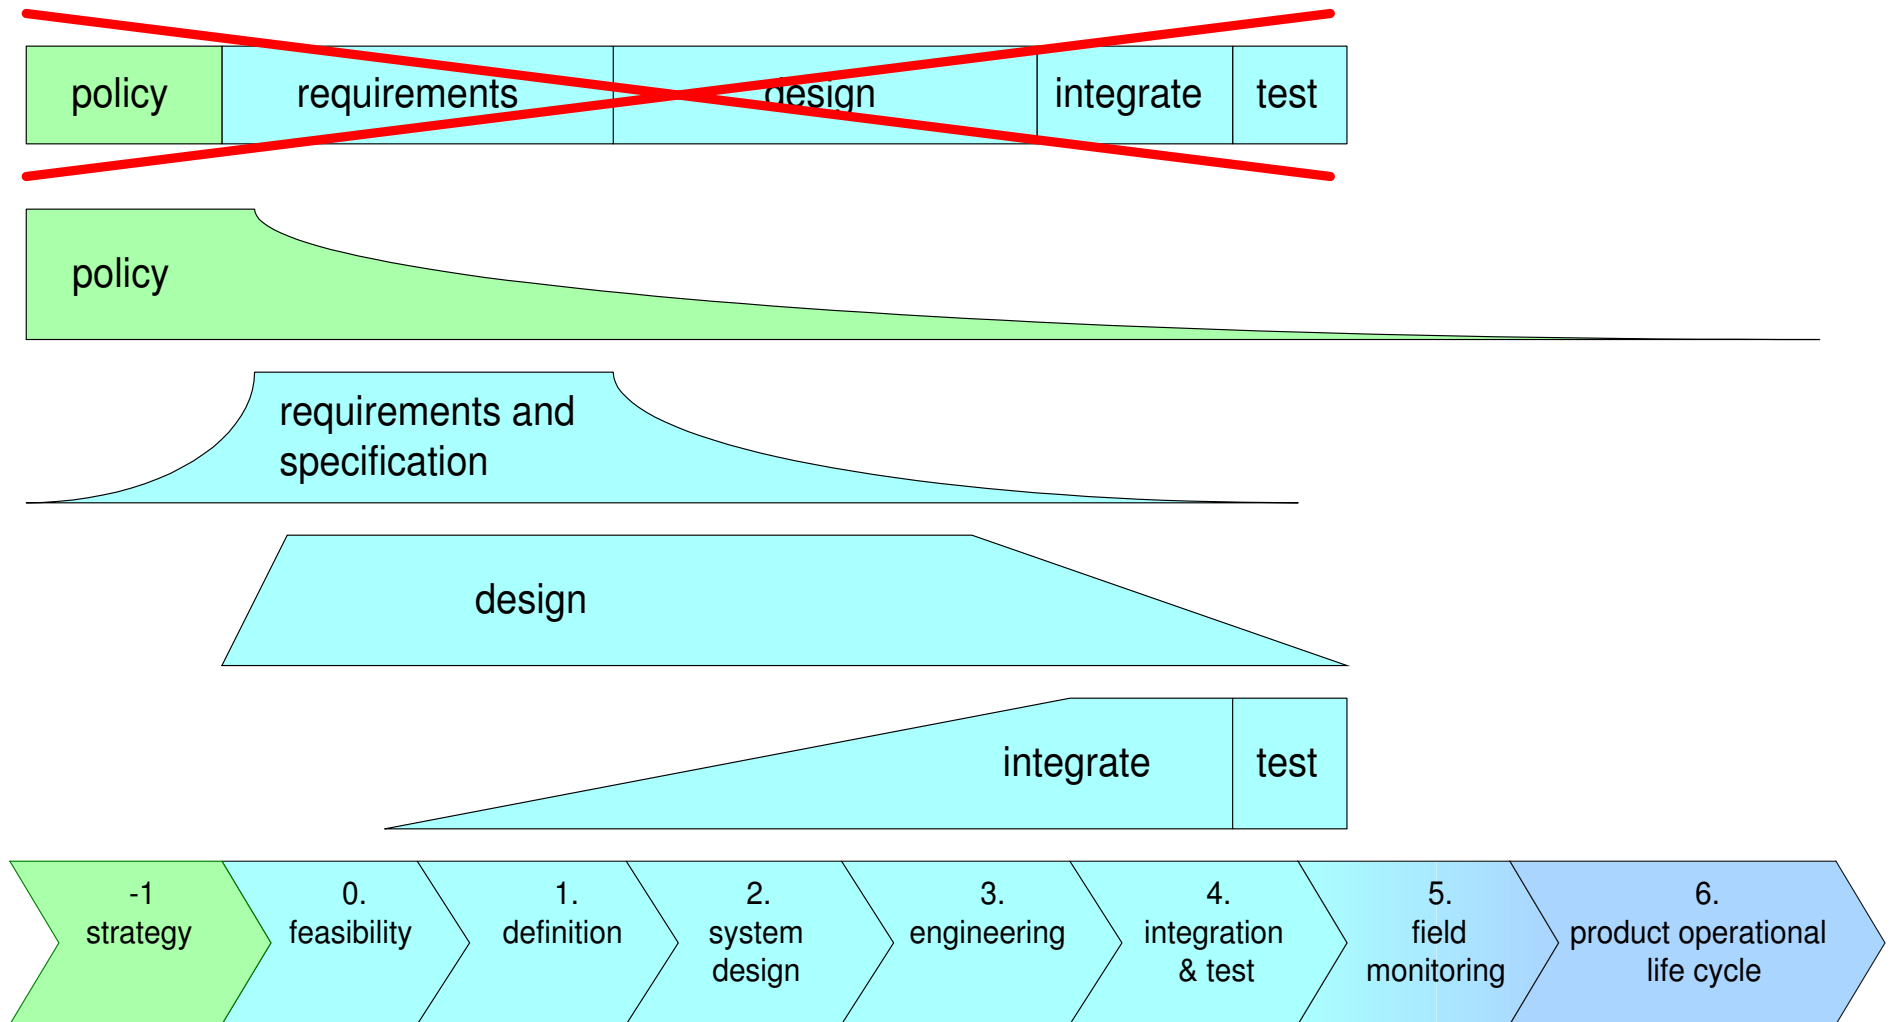 policy
requirements
design
integrate
test
policy
requirements and
specification
design
integrate
test
-1
strategy
0.
feasibility
1.
definition
2.
system
design
3.
engineering
4.
integration
& test
5.
field
monitoring
6.
product operational
life cycle